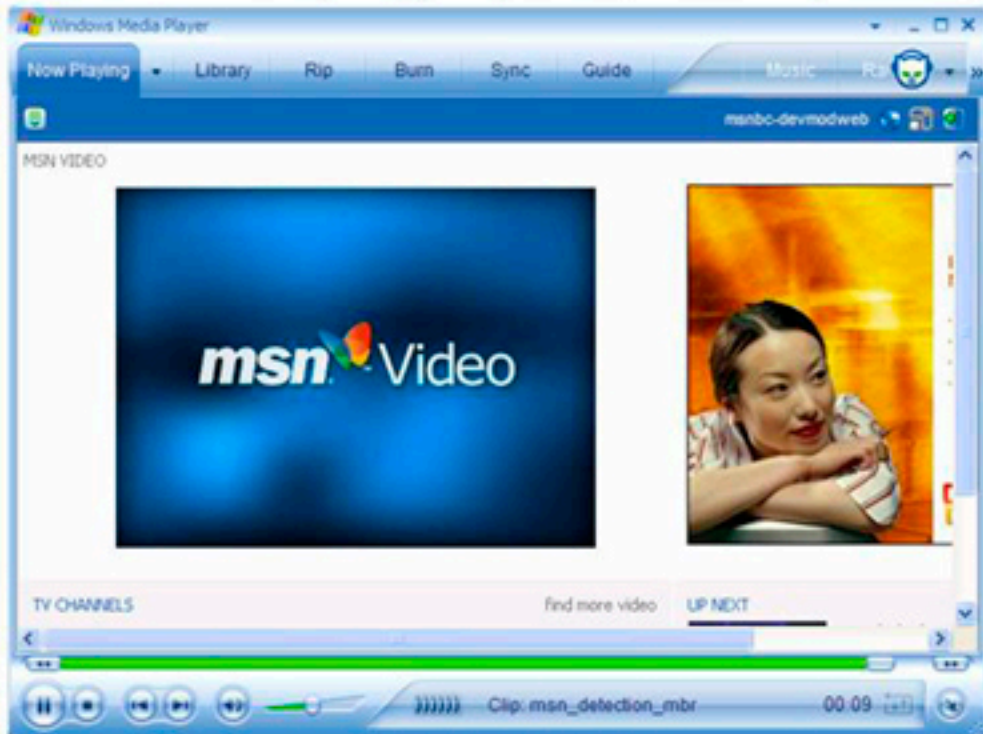 Windows Media Player
Now Playing Library Rip Burn Sync Guide Music
msnbc-devmodweb
MSN VIDEO
msn Video
TV CHANNELS find more video UP NEXT
Clip: msn_detection_mbr 00:09